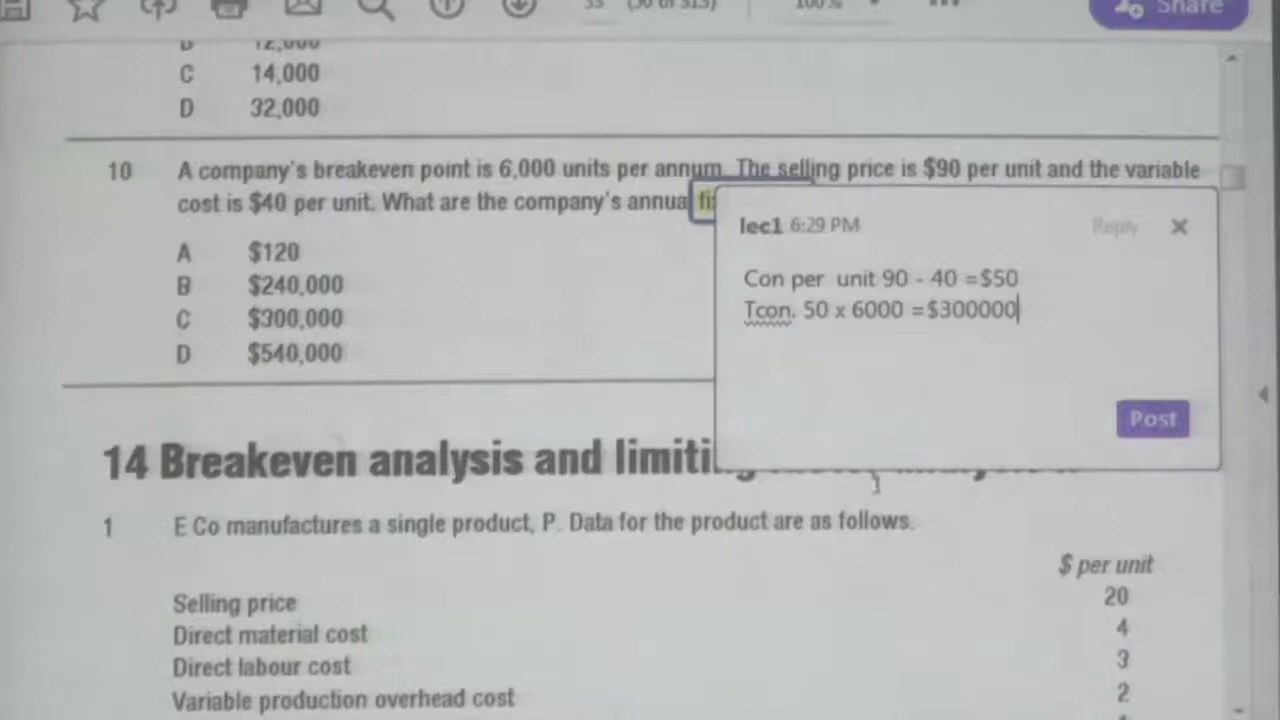 Share
12,000
C 14,000
D 32,000
10 A company's breakeven point is 6,000 units per annum. The selling price is $90 per unit and the variable
cost is $40 per unit. What are the company's annual
A $120
B $240,000
C $300,000
D $540,000
lec1 6:29 PM Reply
Con per unit 90 - 40 =$50
Tcon. 50 x 6000 =$300000
Post
14 Breakeven analysis and
1 E Co manufactures a single product, P. Data for the product are as follows.
$ per unit
Selling price 20
Direct material cost 4
Direct labour cost 3
Variable production overhead cost 2